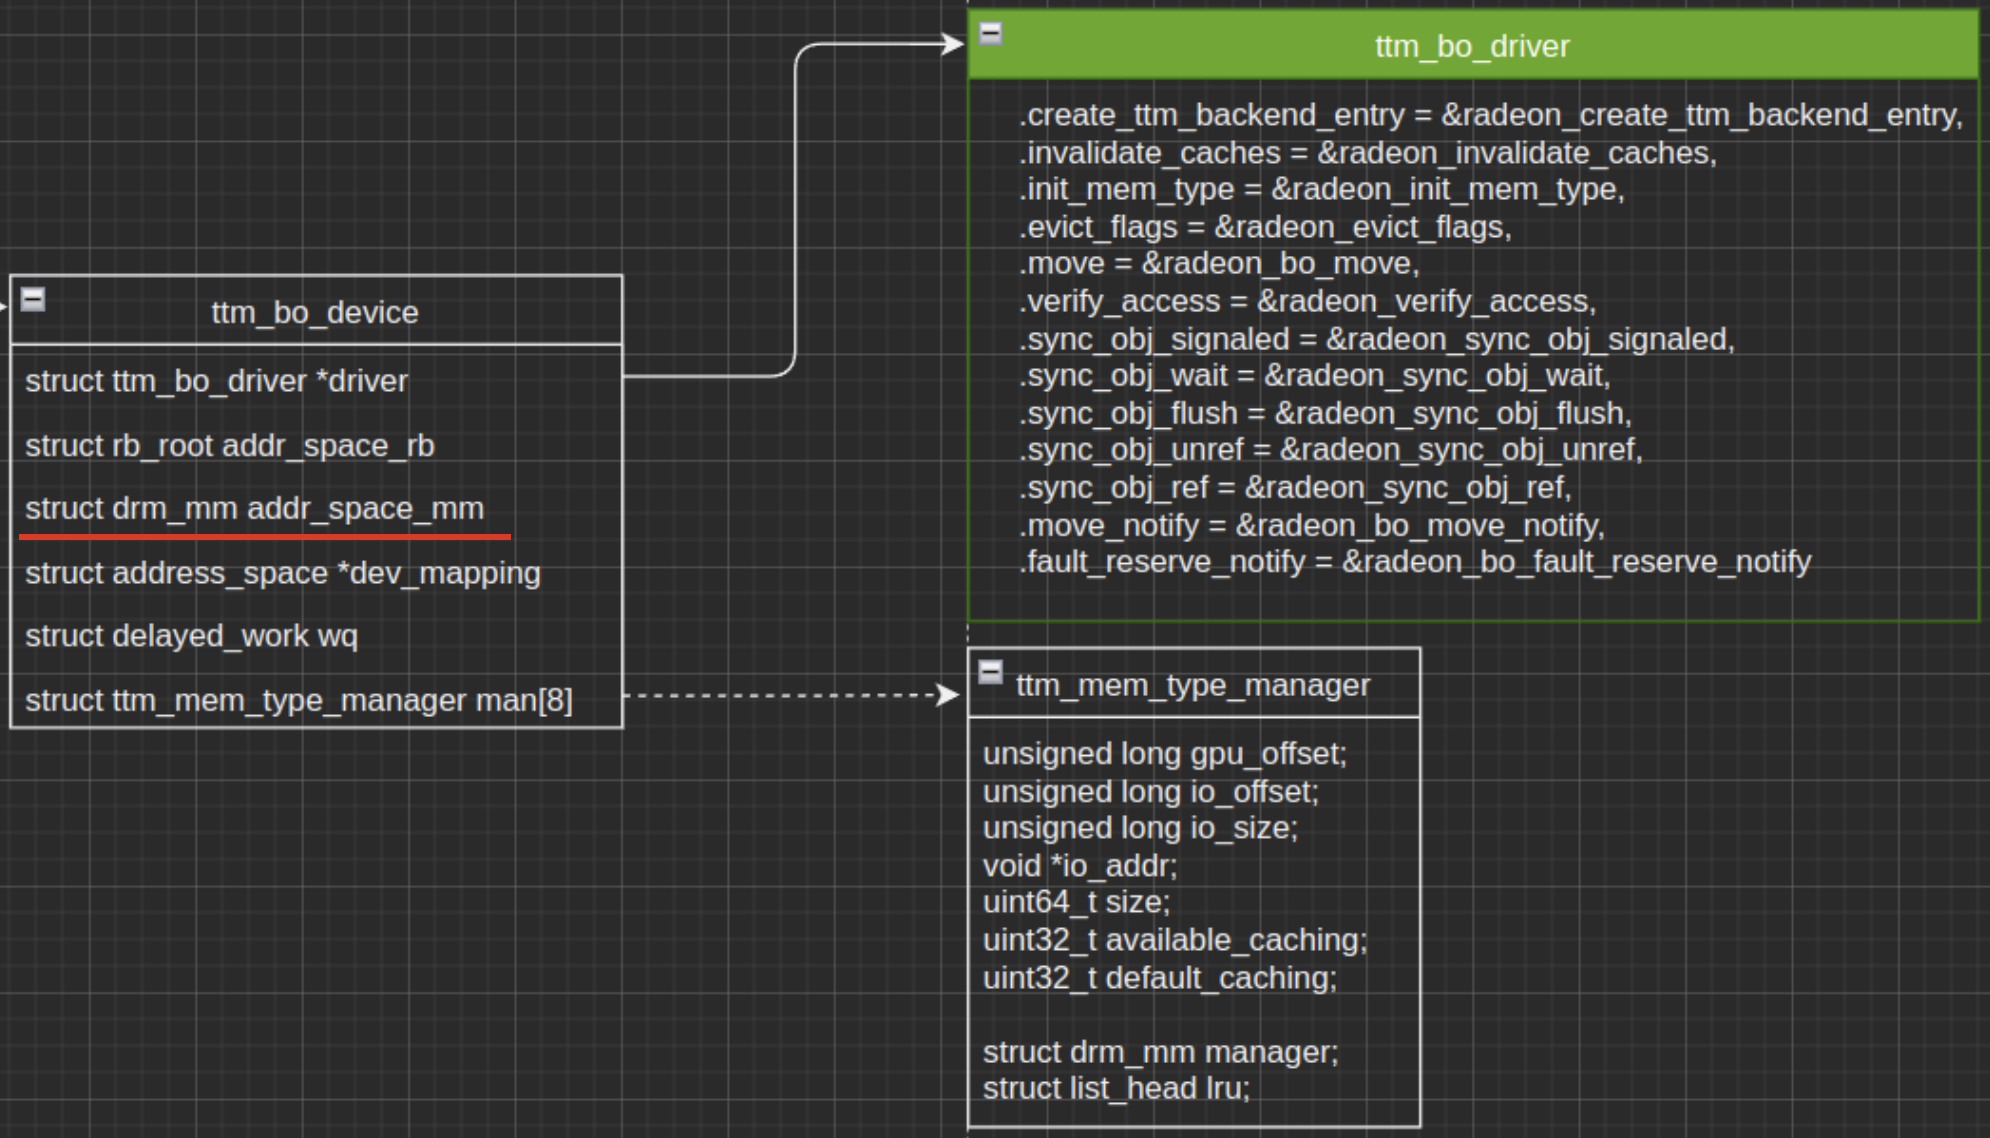 ttm_bo_driver
.create_ttm_backend_entry = &radeon_create_ttm_backend_entry,
.invalidate_caches = &radeon_invalidate_caches,
.init_mem_type = &radeon_init_mem_type,
.evict_flags = &radeon_evict_flags,
.move = &radeon_bo_move,
.verify_access = &radeon_verify_access,
.sync_obj_signaled = &radeon_sync_obj_signaled,
.sync_obj_wait = &radeon_sync_obj_wait,
.sync_obj_flush = &radeon_sync_obj_flush,
.sync_obj_unref = &radeon_sync_obj_unref,
.sync_obj_ref = &radeon_sync_obj_ref,
.move_notify = &radeon_bo_move_notify,
.fault_reserve_notify = &radeon_bo_fault_reserve_notify
ttm_bo_device
struct ttm_bo_driver *driver
struct rb_root addr_space_rb
struct drm_mm addr_space_mm
struct address_space *dev_mapping
struct delayed_work wq
struct ttm_mem_type_manager man[8]
ttm_mem_type_manager
unsigned long gpu_offset;
unsigned long io_offset;
unsigned long io_size;
void *io_addr;
uint64_t size;
uint32_t available_caching;
uint32_t default_caching;
struct drm_mm manager;
struct list_head lru;